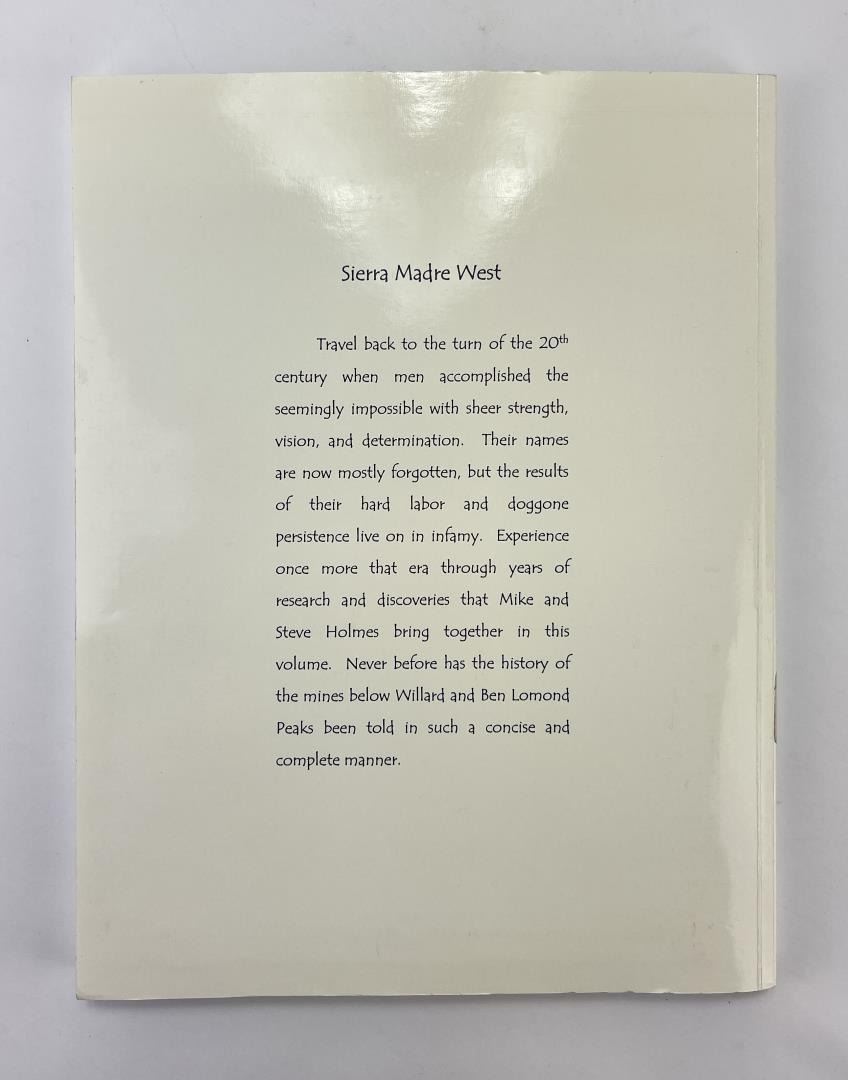 Sierra Madre West
Travel back to the turn of the 20th
century when men accomplished the
seemingly impossible with sheer strength,
vision, and determination. Their names
are now mostly forgotten, but the results
of their hard labor and doggone
persistence live on in infamy. Experience
once more that era through years of
research and discoveries that Mike and
Steve Holmes bring together in this
volume. Never before has the history of
the mines below Willard and Ben Lomond
Peaks been told in such a concise and
complete manner.